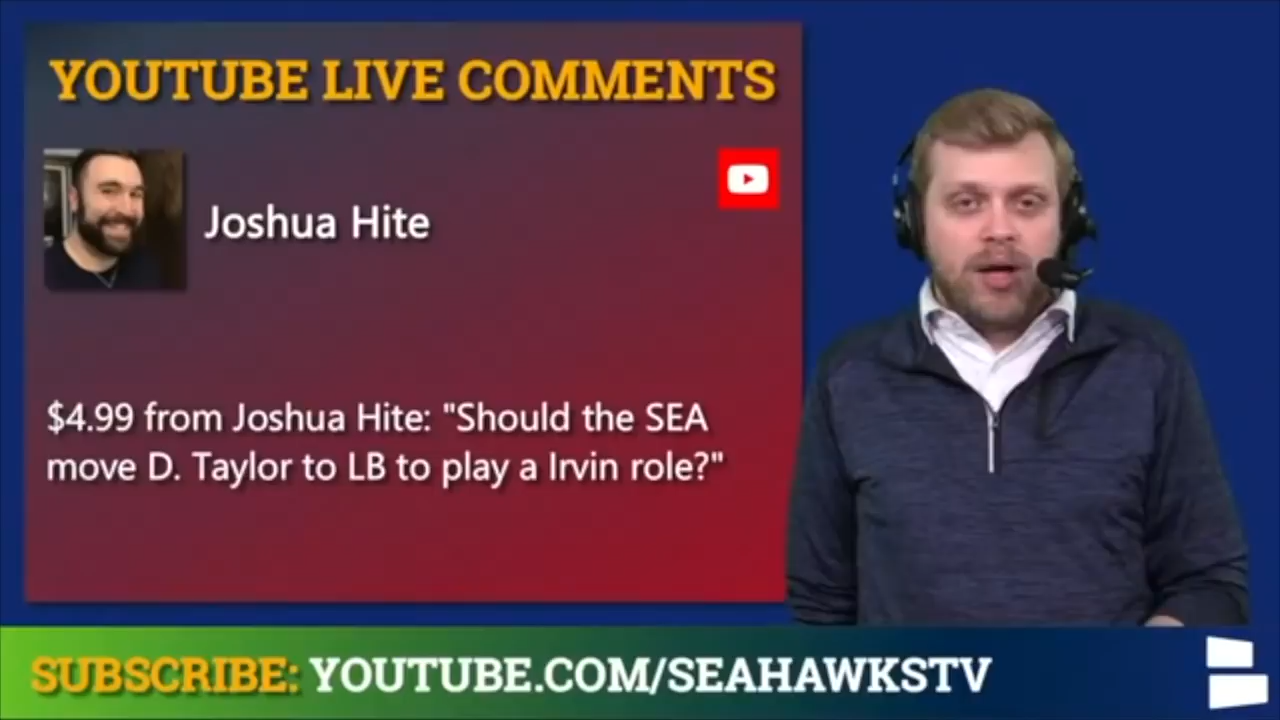 YOUTUBE LIVE COMMENTS
Joshua Hite
$4.99 from Joshua Hite: "Should the SEA
move D. Taylor to LB to play a Irvin role?"
SUBSCRIBE: YOUTUBE.COM/SEAHAWKSTV